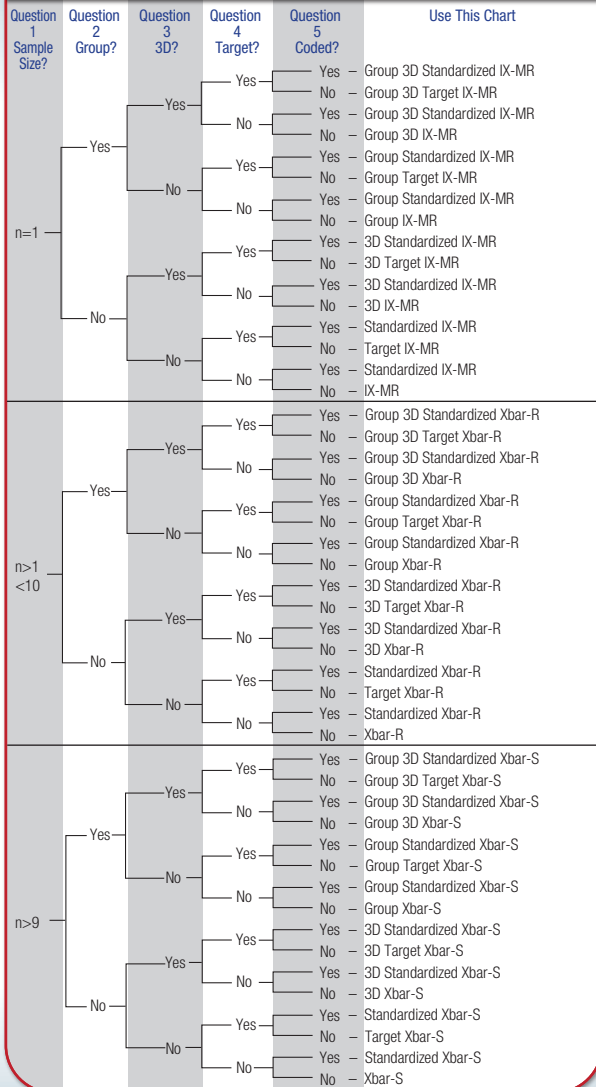 Question 1 Sample Size?
Question 2 Group?
Question 3 3D?
Question 4 Target?
Question 5 Coded?
Use This Chart
n=1
Yes
Yes
Yes
Yes – Group 3D Standardized IX-MR
No – Group 3D Target IX-MR
No
Yes – Group 3D Standardized IX-MR
No – Group 3D IX-MR
No
Yes
Yes – Group Standardized IX-MR
No – Group Target IX-MR
No
Yes – Group Standardized IX-MR
No – Group IX-MR
No
Yes
Yes
Yes – 3D Standardized IX-MR
No – 3D Target IX-MR
No
Yes – 3D Standardized IX-MR
No – 3D IX-MR
No
Yes
Yes – Standardized IX-MR
No – Target IX-MR
No
Yes – Standardized IX-MR
No – IX-MR
n>1
<10
Yes
Yes
Yes
Yes – Group 3D Standardized Xbar-R
No – Group 3D Target Xbar-R
No
Yes – Group 3D Standardized Xbar-R
No – Group 3D Xbar-R
No
Yes
Yes – Group Standardized Xbar-R
No – Group Target Xbar-R
No
Yes – Group Standardized Xbar-R
No – Group Xbar-R
No
Yes
Yes
Yes – 3D Standardized Xbar-R
No – 3D Target Xbar-R
No
Yes – 3D Standardized Xbar-R
No – 3D Xbar-R
No
Yes
Yes – Standardized Xbar-R
No – Target Xbar-R
No
Yes – Standardized Xbar-R
No – Xbar-R
n>9
Yes
Yes
Yes
Yes – Group 3D Standardized Xbar-S
No – Group 3D Target Xbar-S
No
Yes – Group 3D Standardized Xbar-S
No – Group 3D Xbar-S
No
Yes
Yes – Group Standardized Xbar-S
No – Group Target Xbar-S
No
Yes – Group Standardized Xbar-S
No – Group Xbar-S
No
Yes
Yes
Yes – 3D Standardized Xbar-S
No – 3D Target Xbar-S
No
Yes – 3D Standardized Xbar-S
No – 3D Xbar-S
No
Yes
Yes – Standardized Xbar-S
No – Target Xbar-S
No
Yes – Standardized Xbar-S
No – Xbar-S